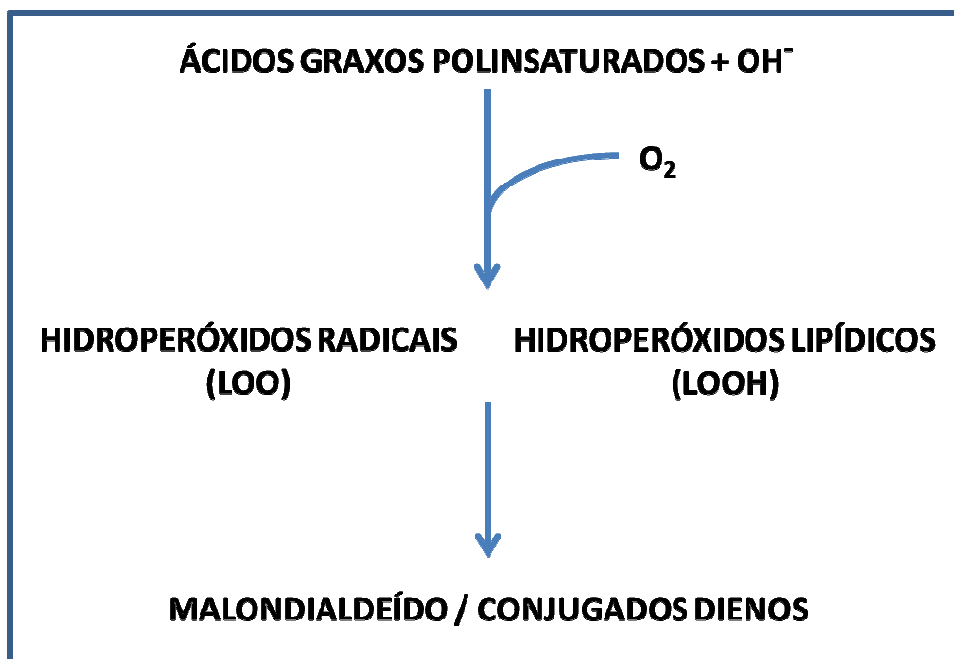 ÁCIDOS GRAXOS POLINSATURADOS + OH⁻
O₂
HIDROPERÓXIDOS RADICAIS
(LOO)
HIDROPERÓXIDOS LIPÍDICOS
(LOOH)
MALONDIALDEÍDO / CONJUGADOS DIENOS